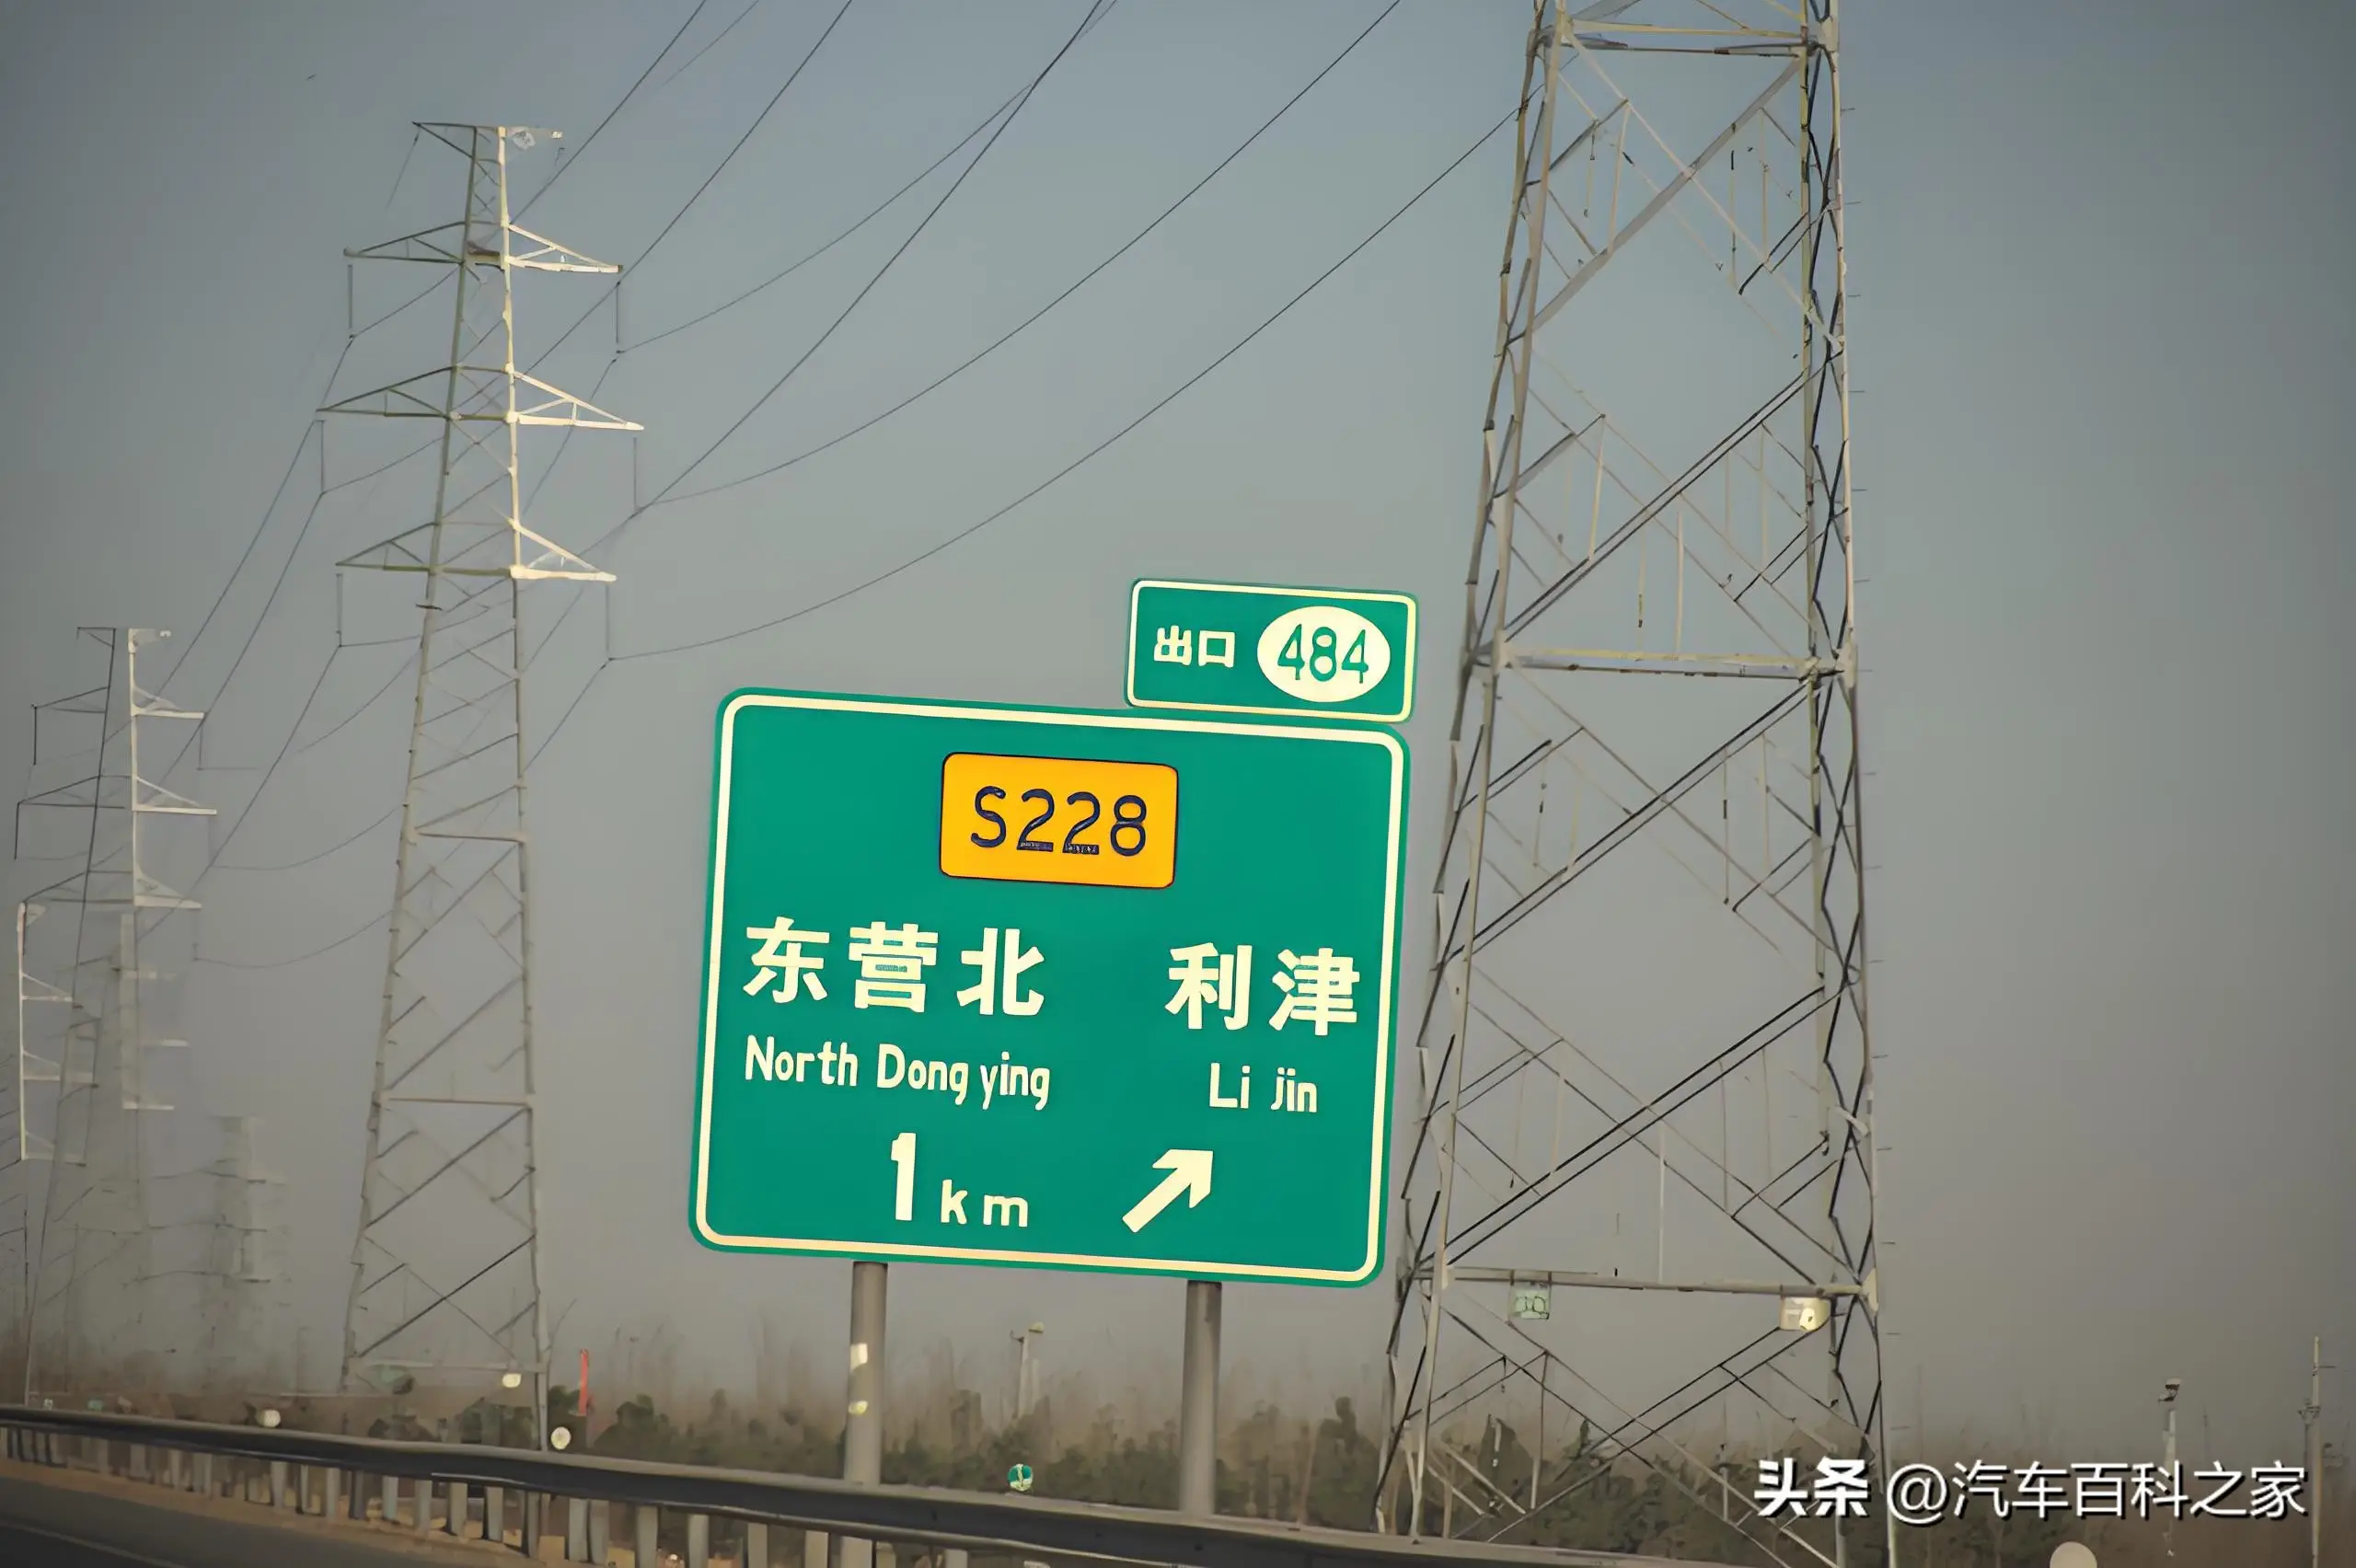 出口 484
S228
东营北 利津
North Dong ying Li Jin
1 km
头条 @汽车百科之家